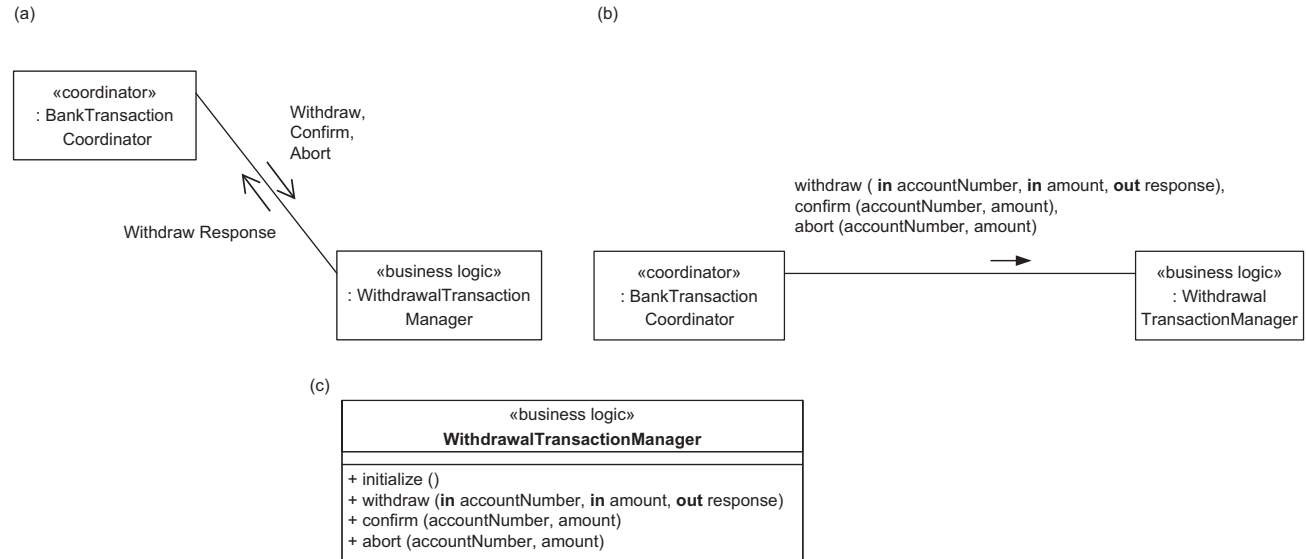 (a)
«coordinator»
: BankTransaction
Coordinator
Withdraw,
Confirm,
Abort
Withdraw Response
«business logic»
: WithdrawalTransaction
Manager
(b)
withdraw ( in accountNumber, in amount, out response),
confirm (accountNumber, amount),
abort (accountNumber, amount)
«coordinator»
: BankTransaction
Coordinator
«business logic»
: Withdrawal
TransactionManager
(c)
«business logic»
WithdrawalTransactionManager
+ initialize ()
+ withdraw (in accountNumber, in amount, out response)
+ confirm (accountNumber, amount)
+ abort (accountNumber, amount)